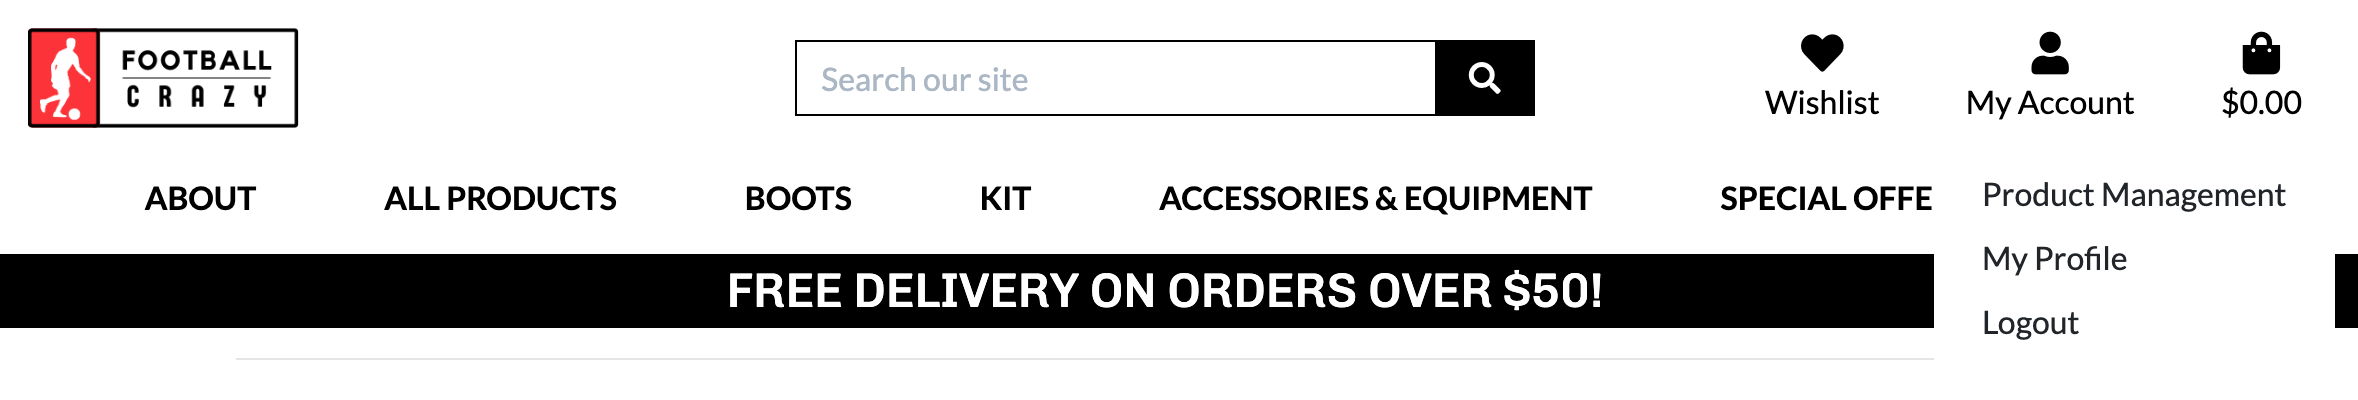 FOOTBALL
CRAZY
Search our site
Wishlist
My Account
$0.00
ABOUT
ALL PRODUCTS
BOOTS
KIT
ACCESSORIES & EQUIPMENT
SPECIAL OFFE
Product Management
My Profile
Logout
FREE DELIVERY ON ORDERS OVER $50!